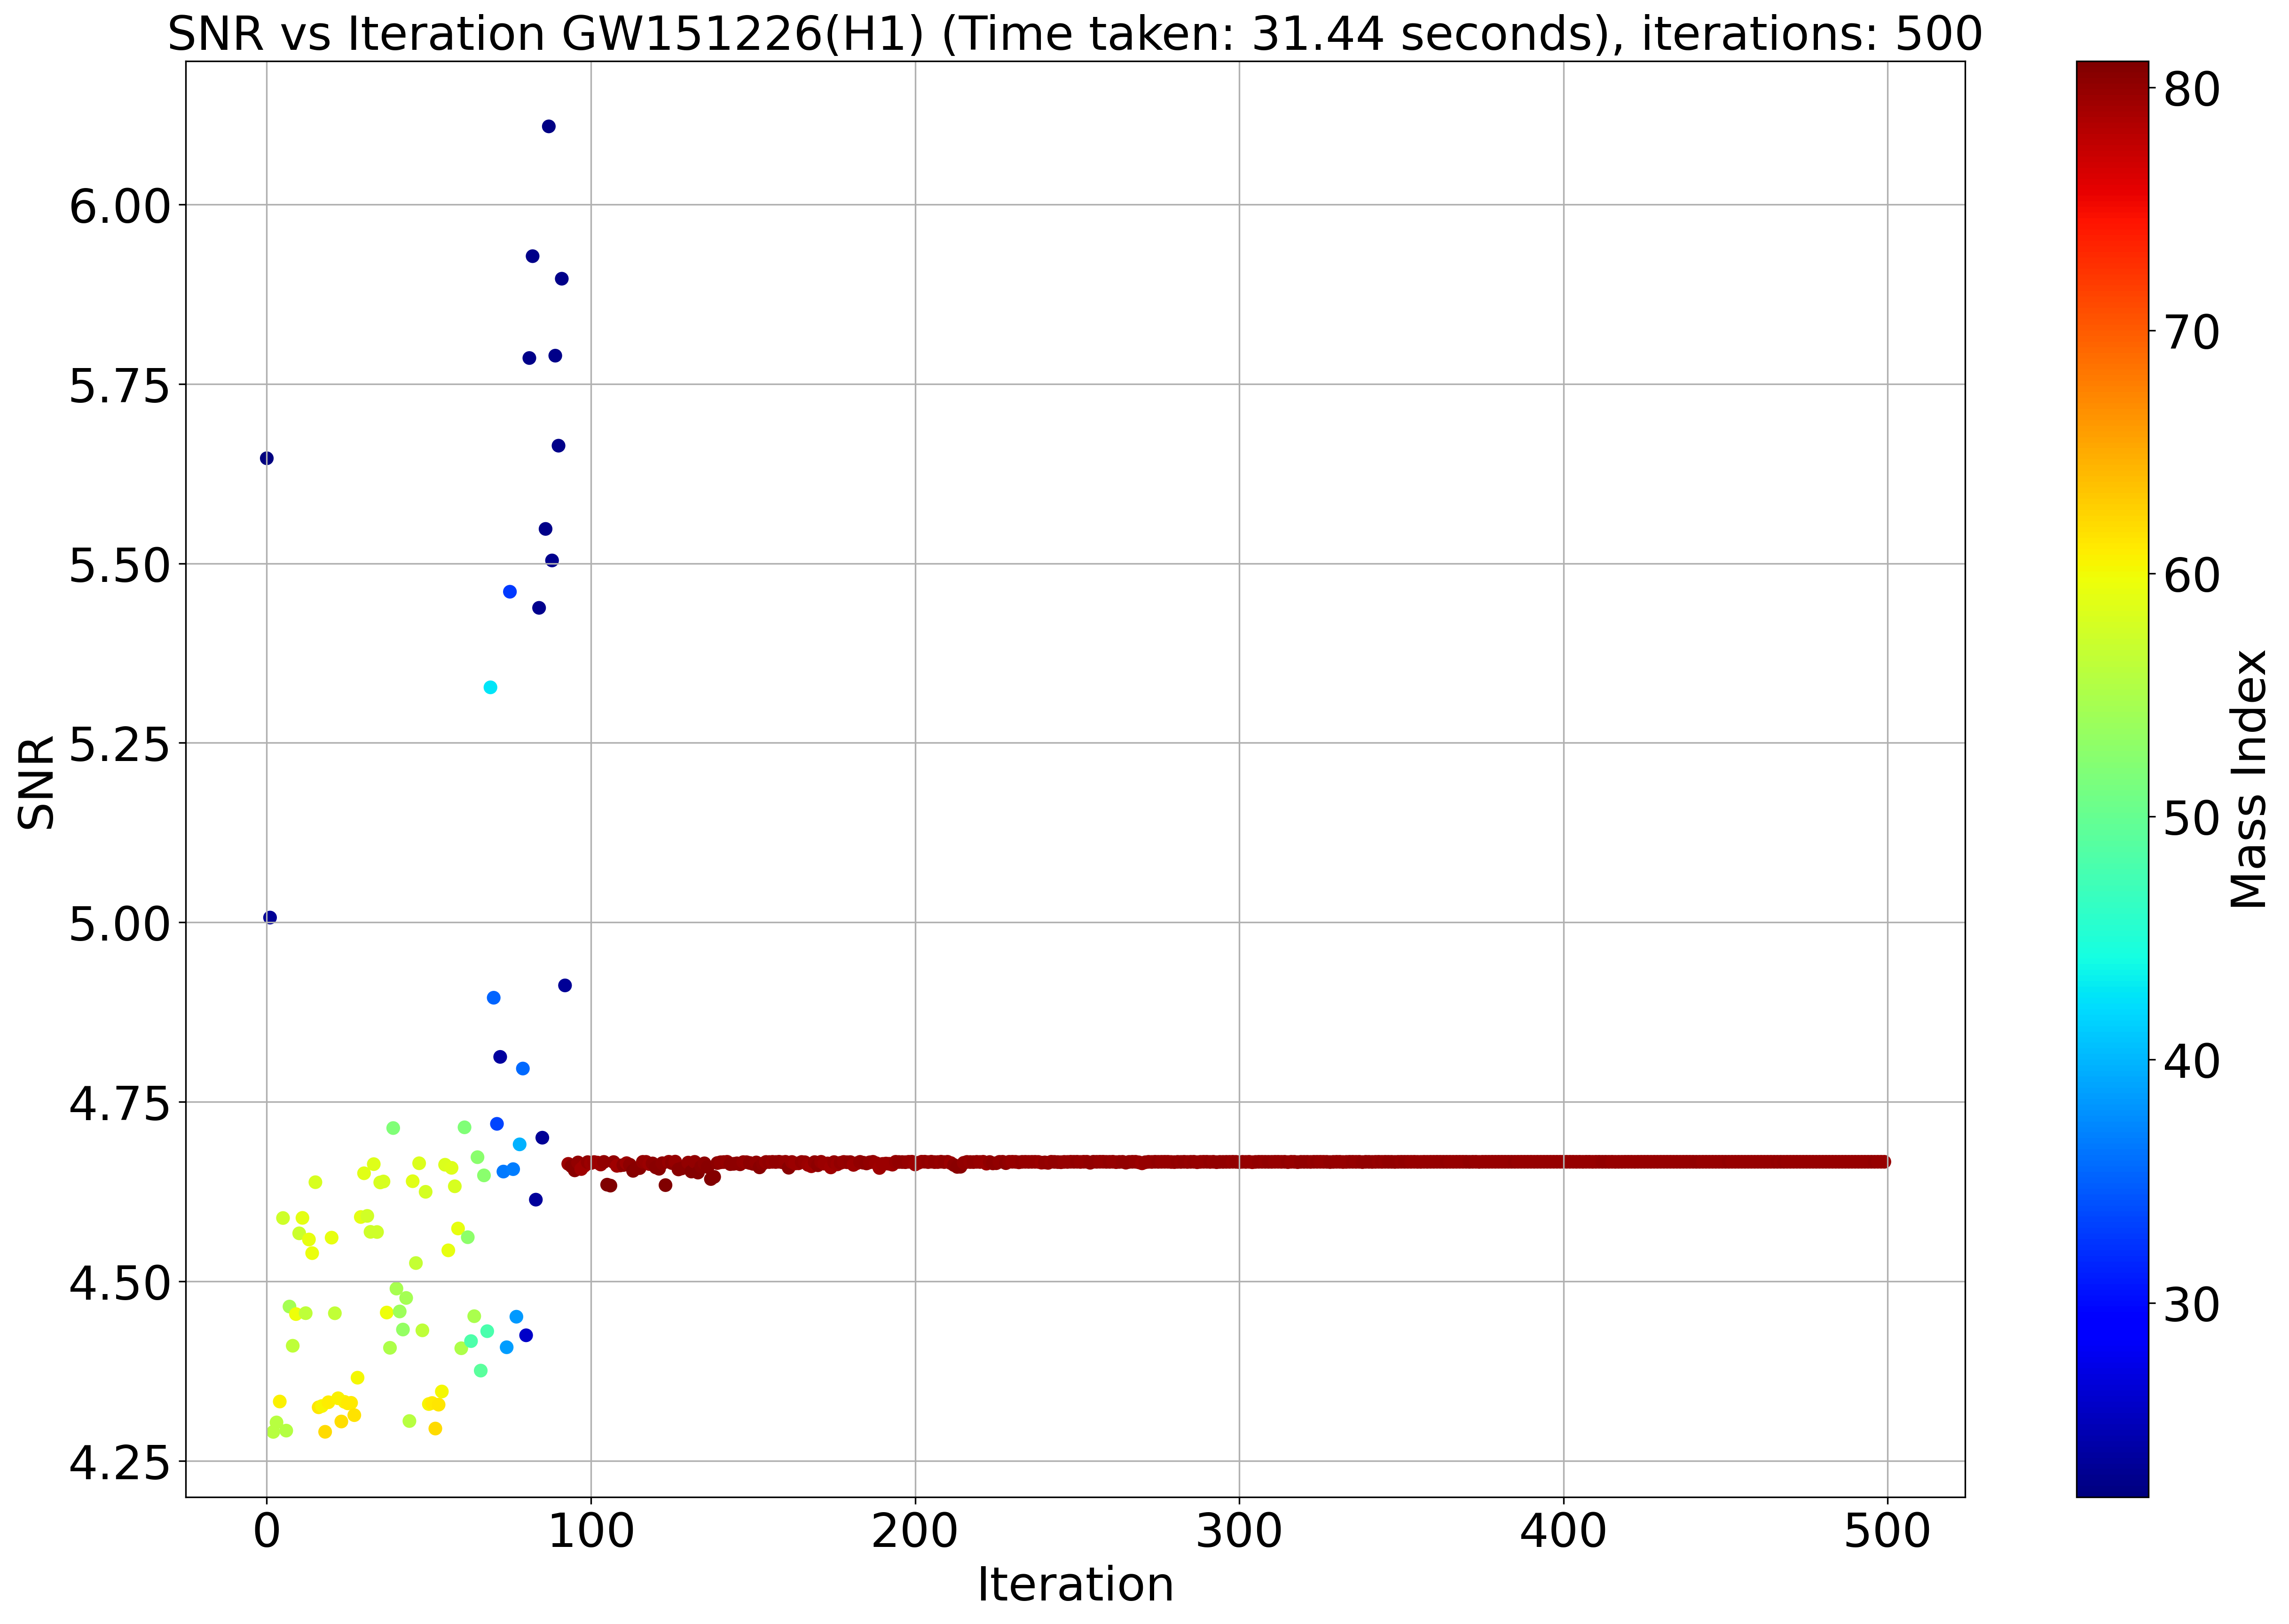 SNR vs Iteration GW151226(H1) (Time taken: 31.44 seconds), iterations: 500
SNR
6.00
5.75
5.50
5.25
5.00
4.75
4.50
4.25
0 100 200 300 400 500
Iteration
80
70
60
50
40
30
Mass Index